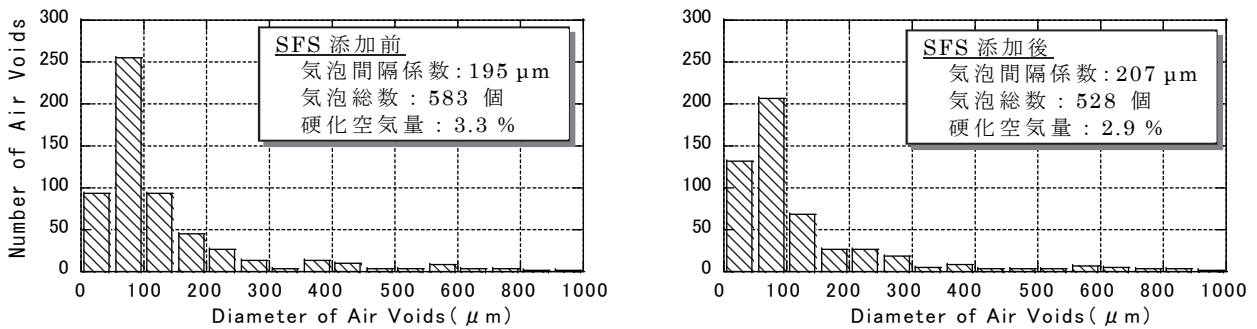 Number of Air Voids
300
250
200
150
100
50
0
SFS 添加前
気泡間隔係数：195 µm
気泡総数：583 個
硬化空気量：3.3 %
0 100 200 300 400 500 600 700 800 1000
Diameter of Air Voids( μm)
300
250
200
150
100
50
0
SFS 添加後
気泡間隔係数：207 µm
気泡総数：528 個
硬化空気量：2.9 %
0 100 200 300 400 500 600 700 800 1000
Diameter of Air Voids( μm)